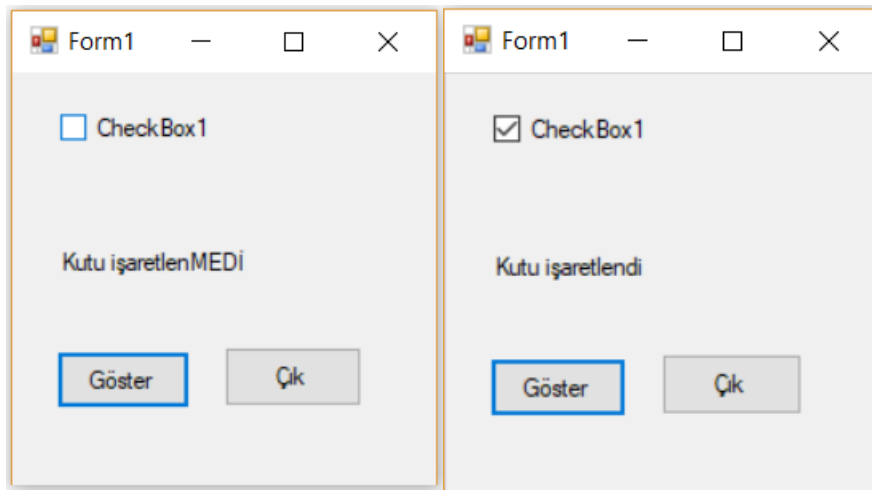 Form1
CheckBox1
Kutu işaretlenMEDİ
Göster Çık
Form1
CheckBox1
Kutu işaretlendi
Göster Çık